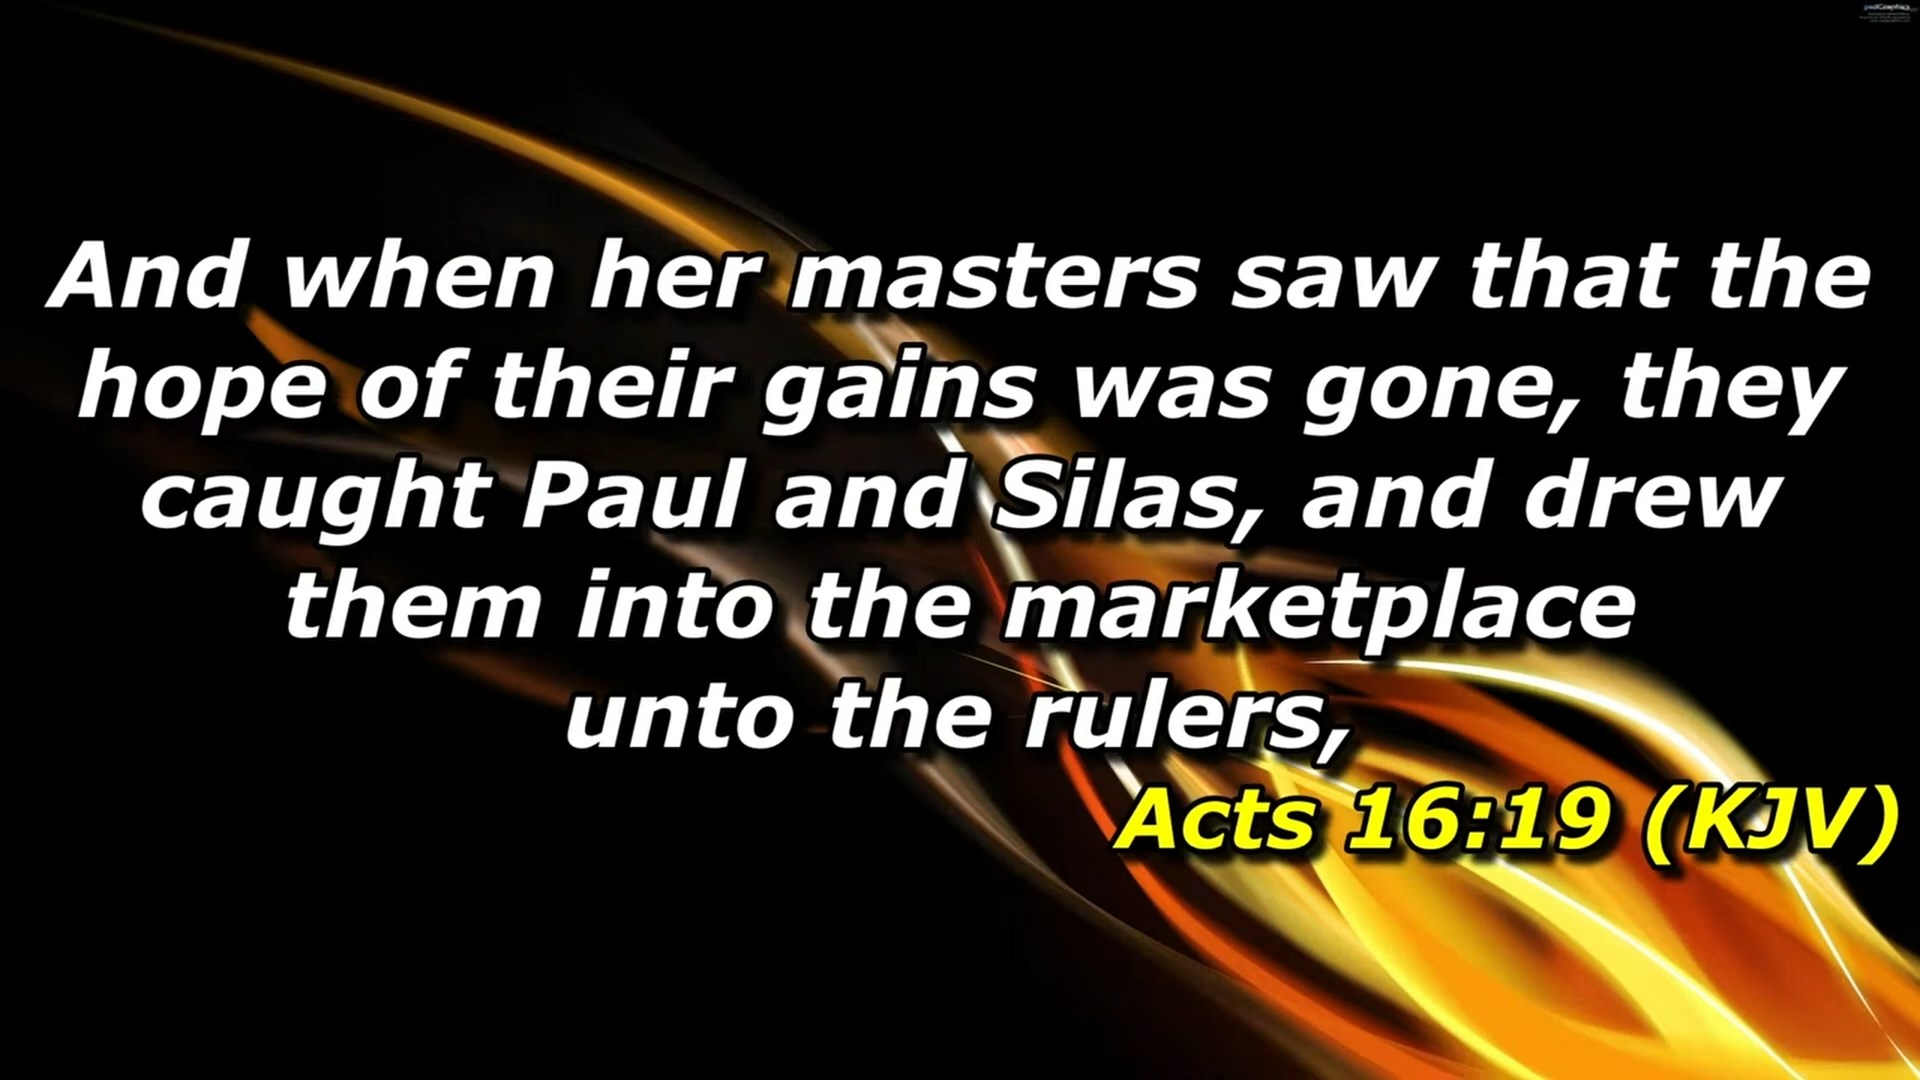 psdGraphics
And when her masters saw that the
hope of their gains was gone, they
caught Paul and Silas, and drew
them into the marketplace
unto the rulers,
Acts 16:19 (KJV)